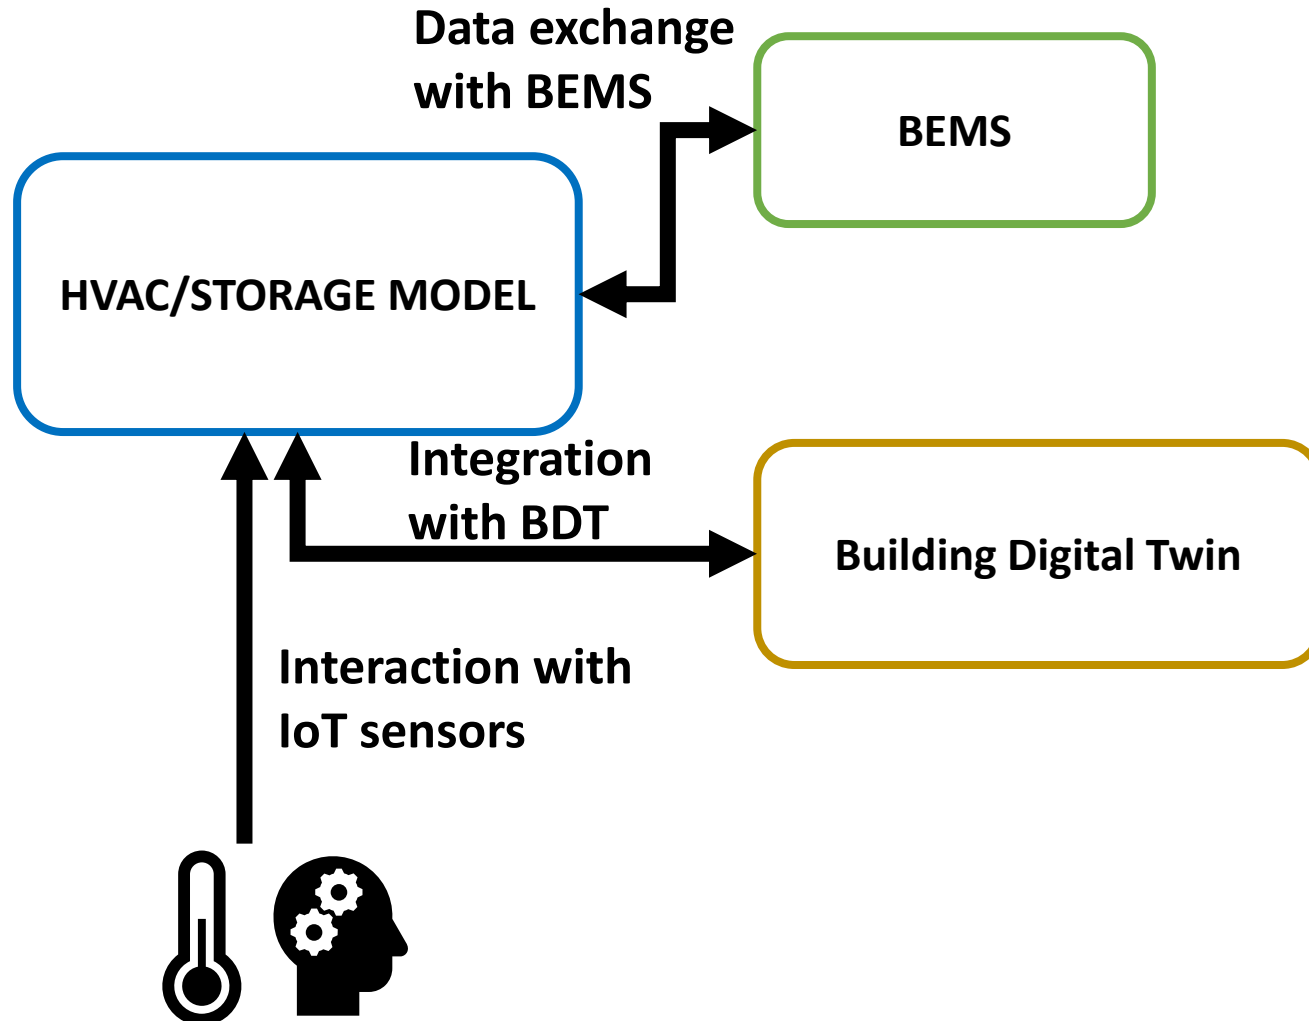 Data exchange
with BEMS
BEMS
HVAC/STORAGE MODEL
Integration
with BDT
Building Digital Twin
Interaction with
IoT sensors